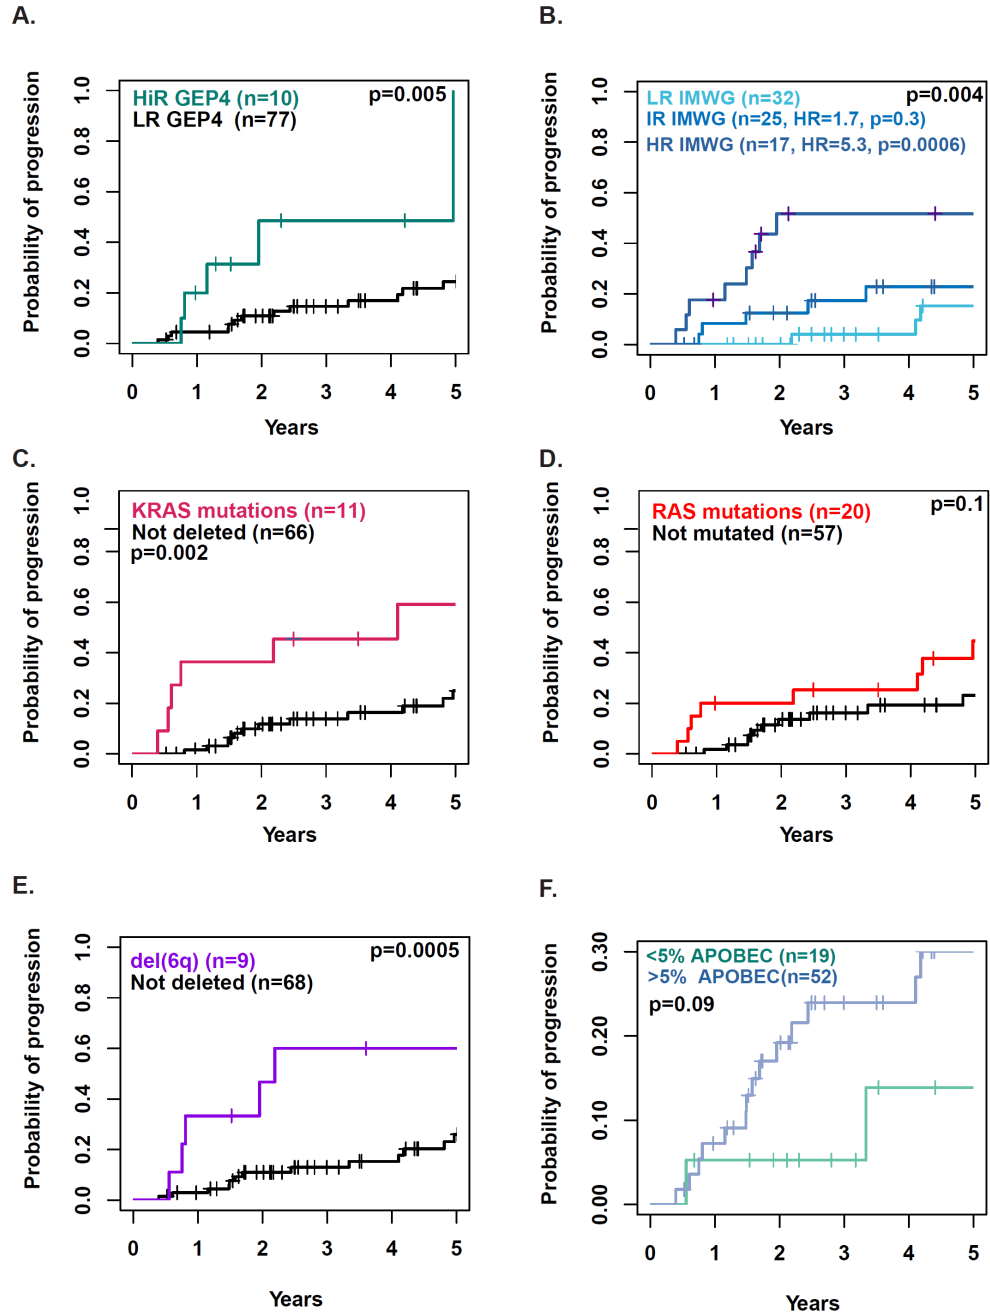 A.
HiR GEP4 (n=10)
LR GEP4 (n=77)
p=0.005
Probability of progression
0.0 0.2 0.4 0.6 0.8 1.0
0 1 2 3 4 5
Years
B.
LR IMWG (n=32)
p=0.004
IR IMWG (n=25, HR=1.7, p=0.3)
HR IMWG (n=17, HR=5.3, p=0.0006)
Probability of progression
0.0 0.2 0.4 0.6 0.8 1.0
0 1 2 3 4 5
Years
C.
KRAS mutations (n=11)
Not deleted (n=66)
p=0.002
Probability of progression
0.0 0.2 0.4 0.6 0.8 1.0
0 1 2 3 4 5
Years
D.
RAS mutations (n=20)
Not mutated (n=57)
p=0.1
Probability of progression
0.0 0.2 0.4 0.6 0.8 1.0
0 1 2 3 4 5
Years
E.
del(6q) (n=9)
Not deleted (n=68)
p=0.0005
Probability of progression
0.0 0.2 0.4 0.6 0.8 1.0
0 1 2 3 4 5
Years
F.
<5% APOBEC (n=19)
>5% APOBEC(n=52)
p=0.09
Probability of progression
0.00 0.10 0.20 0.30
0 1 2 3 4 5
Years